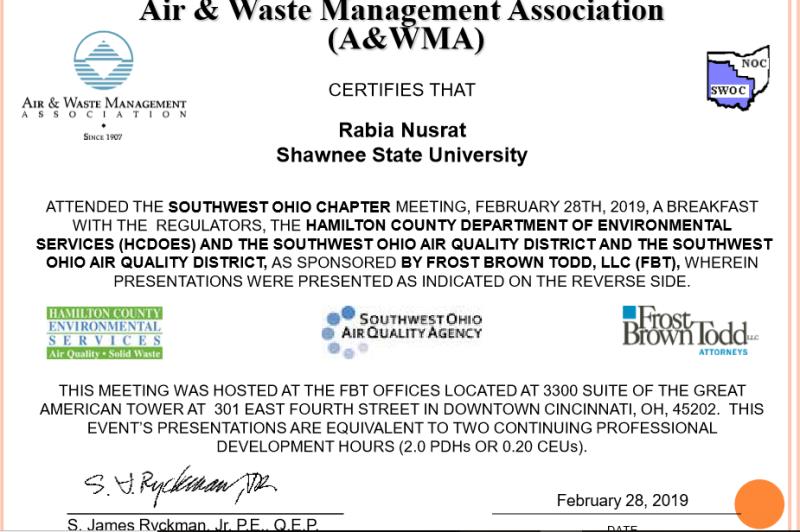 Air & Waste Management Association
(A&WMA)
AIR & WASTE MANAGEMENT
ASSOCIATION
SINCE 1907
NOC
SWOC
CERTIFIES THAT
Rabia Nusrat
Shawnee State University
ATTENDED THE SOUTHWEST OHIO CHAPTER MEETING, FEBRUARY 28TH, 2019, A BREAKFAST
WITH THE REGULATORS, THE HAMILTON COUNTY DEPARTMENT OF ENVIRONMENTAL
SERVICES (HCDOES) AND THE SOUTHWEST OHIO AIR QUALITY DISTRICT AND THE SOUTHWEST
OHIO AIR QUALITY DISTRICT, AS SPONSORED BY FROST BROWN TODD, LLC (FBT), WHEREIN
PRESENTATIONS WERE PRESENTED AS INDICATED ON THE REVERSE SIDE.
HAMILTON COUNTY
ENVIRONMENTAL
SERVICES
Air Quality • Solid Waste
SOUTHWEST OHIO
AIR QUALITY AGENCY
Frost
Brown Todd LLC
ATTORNEYS
THIS MEETING WAS HOSTED AT THE FBT OFFICES LOCATED AT 3300 SUITE OF THE GREAT
AMERICAN TOWER AT 301 EAST FOURTH STREET IN DOWNTOWN CINCINNATI, OH, 45202. THIS
EVENT'S PRESENTATIONS ARE EQUIVALENT TO TWO CONTINUING PROFESSIONAL
DEVELOPMENT HOURS (2.0 PDHs OR 0.20 CEUs).
S. J. Ryckman, JR
February 28, 2019
S. James Ryckman, Jr. P.E., Q.E.P.
DATE